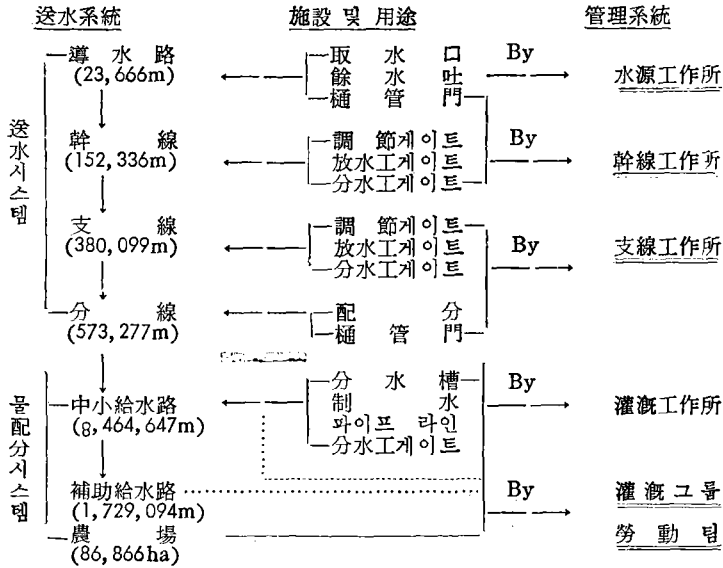 送水系統 施設 및 用途 管理系統
導水路 取水口 By
(23,666m) 餘水吐 水源工作所
樋管門
送水시스템
幹線 調節게이트 By
(152,336m) 放水工게이트 幹線工作所
分水工게이트
支線 調節게이트
(380,099m) 放水工게이트 By 支線工作所
分水工게이트
分線 配分
(573,277m) 樋管門
물配分시스템
中小給水路 分水槽 By
(8,464,647m) 制水 灌漑工作所
파이프 라인
分水工게이트
補助給水路 By 灌漑그룹
(1,729,094m)
農場 勞動팀
(86,866ha)